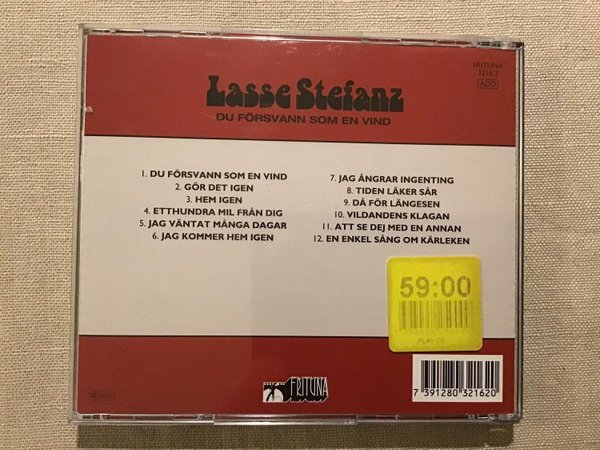 FRITUNA
3216-2
ADD
Lasse Stefanz
DU FÖRSVANN SOM EN VIND
1. DU FÖRSVANN SOM EN VIND
2. GÖR DET IGEN
3. HEM IGEN
4. ETTHUNDRA MIL FRÅN DIG
5. JAG VÄNTAT MÅNGA DAGAR
6. JAG KOMMER HEM IGEN
7. JAG ÅNGRAR INGENTING
8. TIDEN LÄKER SÅR
9. DÅ FÖR LÄNGESEN
10. VILDANDENS KLAGAN
11. ATT SE DEJ MED EN ANNAN
12. EN ENKEL SÅNG OM KÄRLEKEN
59:00
PLAY CD
FRITUNA
7 391280 321620